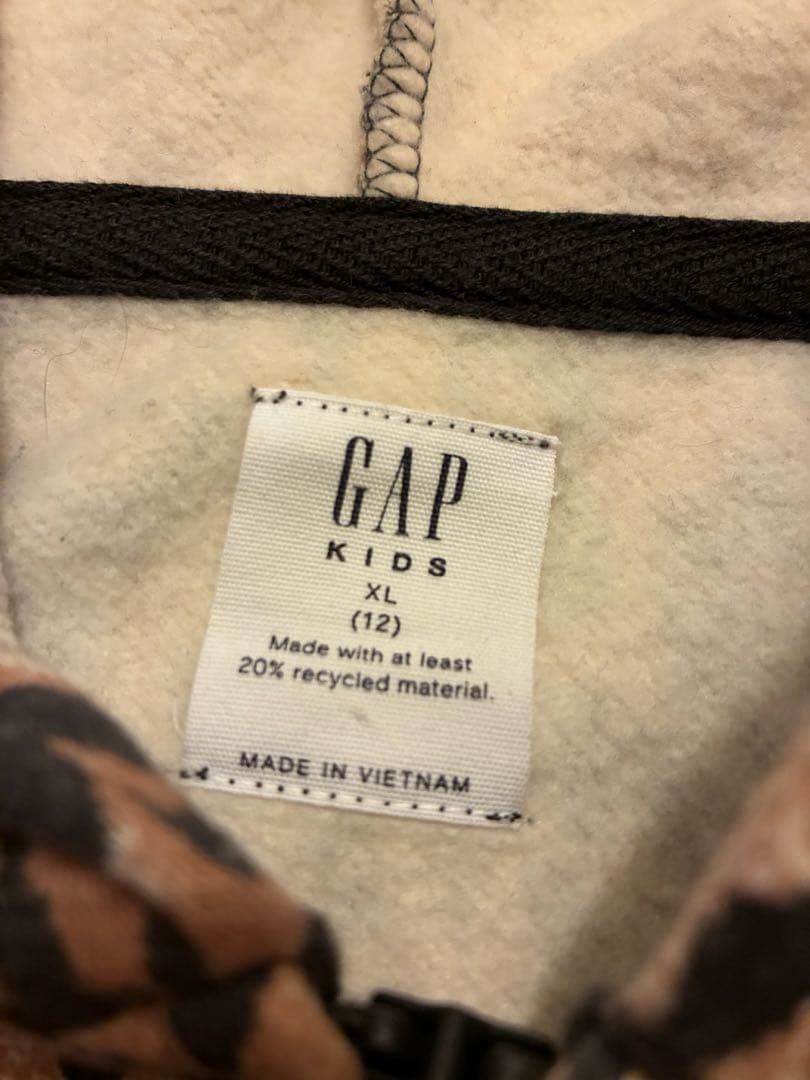 GAP
KIDS
XL
(12)
Made with at least
20% recycled material.
MADE IN VIETNAM